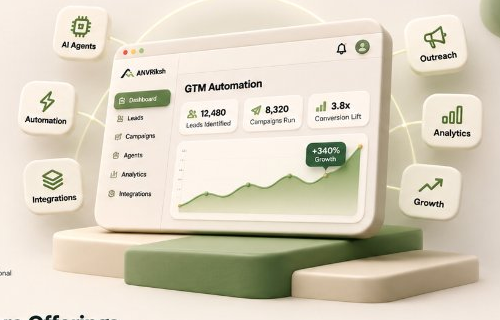 AI Agents
Automation
Integrations
ANVRiksh
Dashboard
Leads
Campaigns
Agents
Analytics
Integrations
GTM Automation
12,480
Leads Identified
8,320
Campaigns Run
3.8x
Conversion Lift
+340%
Growth
Outreach
Analytics
Growth